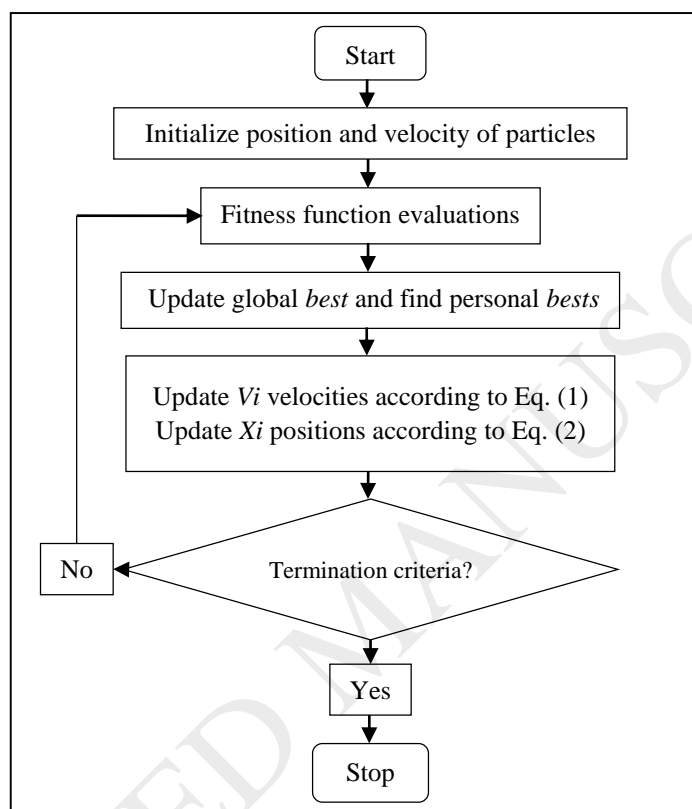 Start
Initialize position and velocity of particles
Fitness function evaluations
Update global best and find personal bests
Update Vi velocities according to Eq. (1)
Update Xi positions according to Eq. (2)
Termination criteria?
No
Yes
Stop